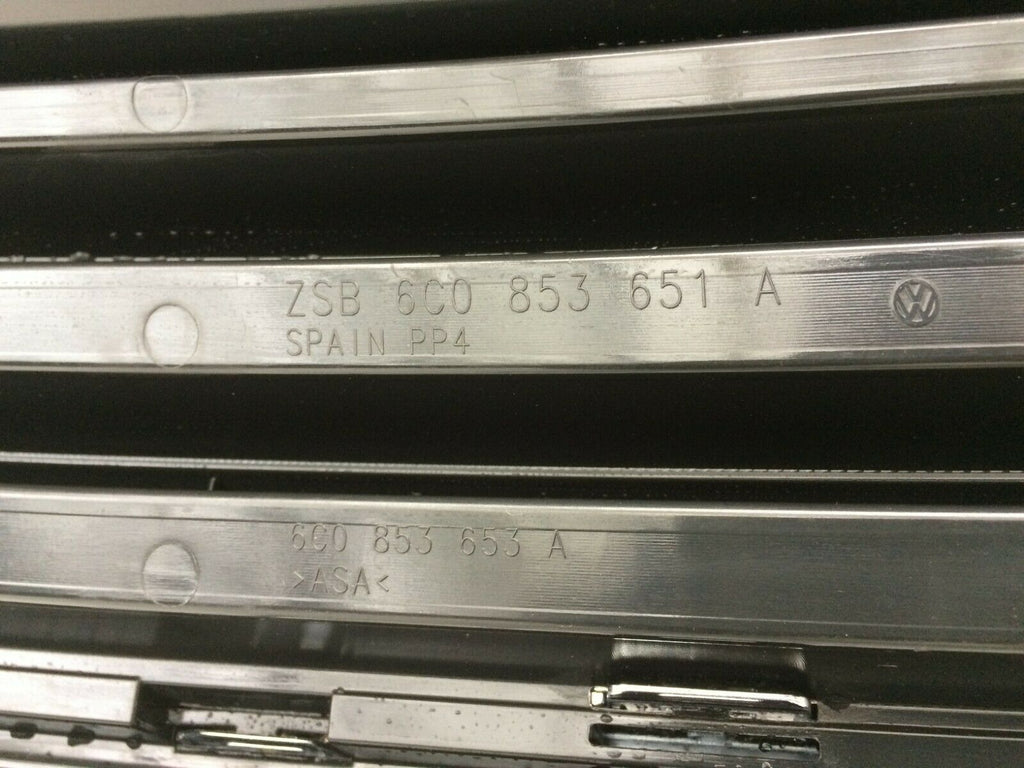 ZSB 6C0 853 651 A
SPAIN PP4
6C0 853 653 A
>ASA<